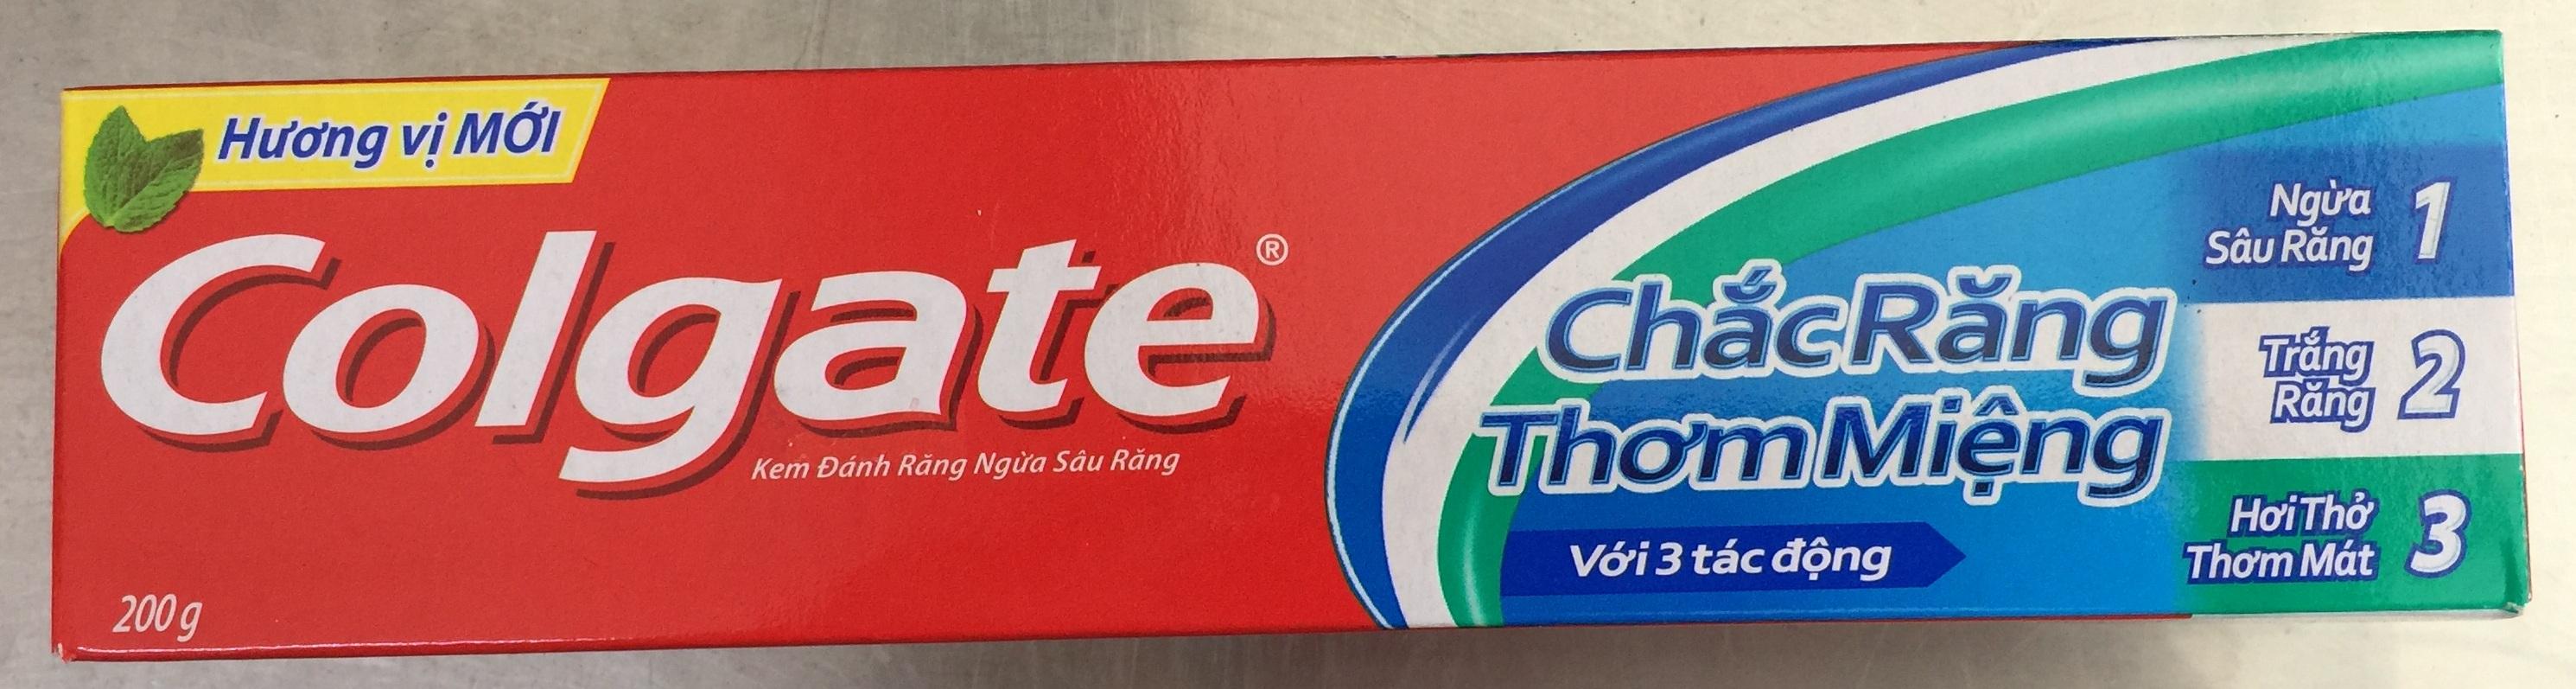 Hương vị MỚI
Colgate®
Kem Đánh Răng Ngừa Sâu Răng
200 g
Chắc Răng
Thơm Miệng
Với 3 tác động
Ngừa
Sâu Răng 1
Trắng
Răng 2
Hơi Thở
Thơm Mát 3